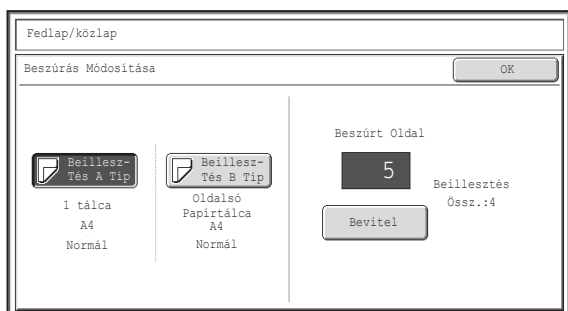 Fedlap/közlap
Beszúrás Módosítása
OK
Beillesz-
Tés A Típ
1 tálca
A4
Normál
Beillesz-
Tés B Típ
Oldalsó
Papírtálca
A4
Normál
Beszúrt Oldal
5
Beillesztés
Össz.:4
Bevitel